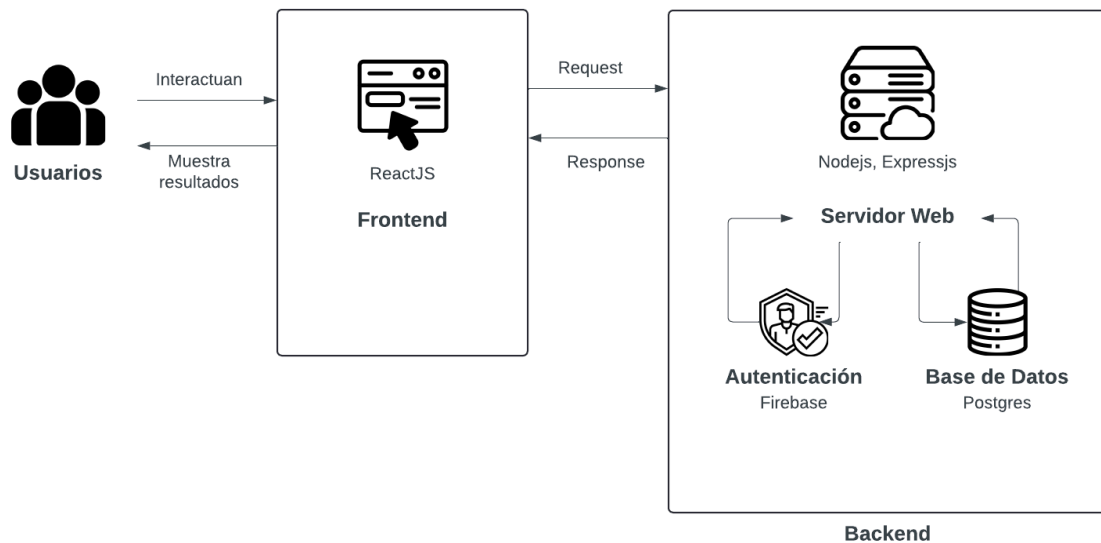 Interactuan
Muestra
resultados
Usuarios
ReactJS
Frontend
Request
Response
Nodejs, Expressjs
Servidor Web
Autenticación
Firebase
Base de Datos
Postgres
Backend